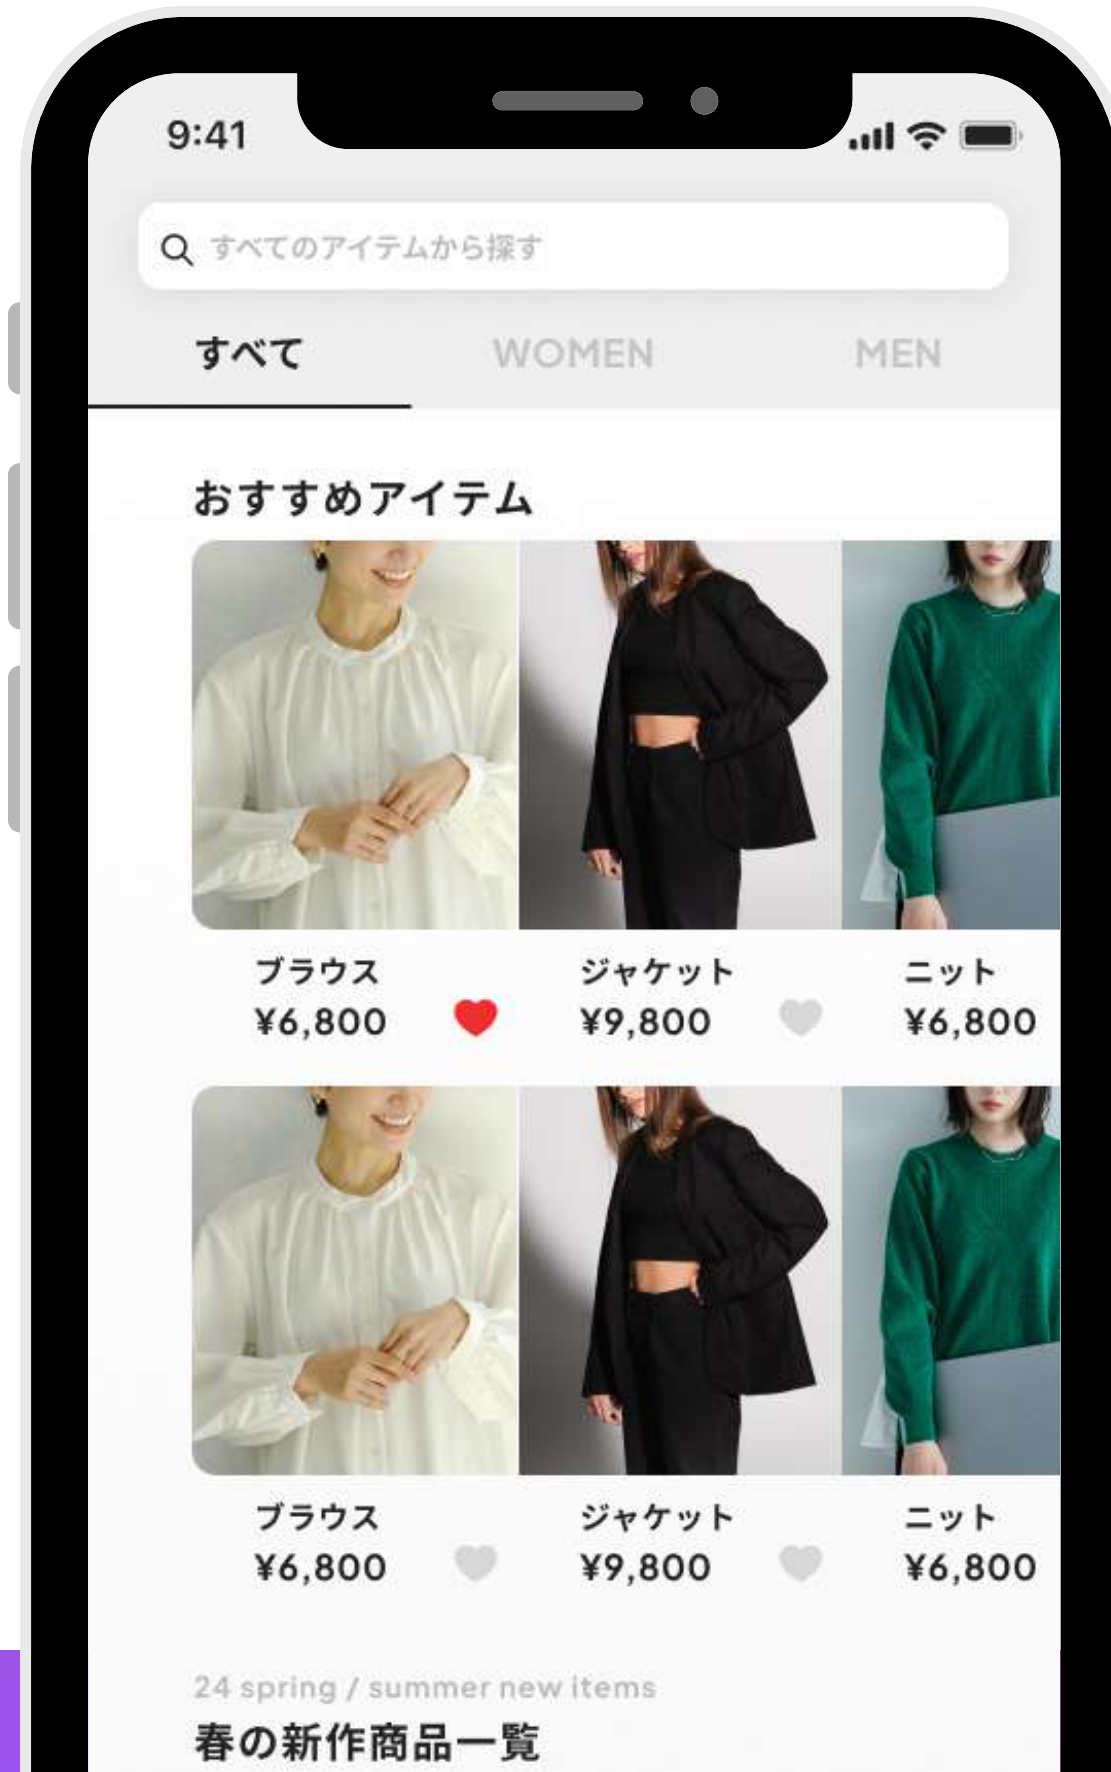 9:41
すべてのアイテムから探す
すべて WOMEN MEN
おすすめアイテム
ブラウス ジャケット ニット
¥6,800 ¥9,800 ¥6,800
ブラウス ジャケット ニット
¥6,800 ¥9,800 ¥6,800
24 spring / summer new items
春の新作商品一覧